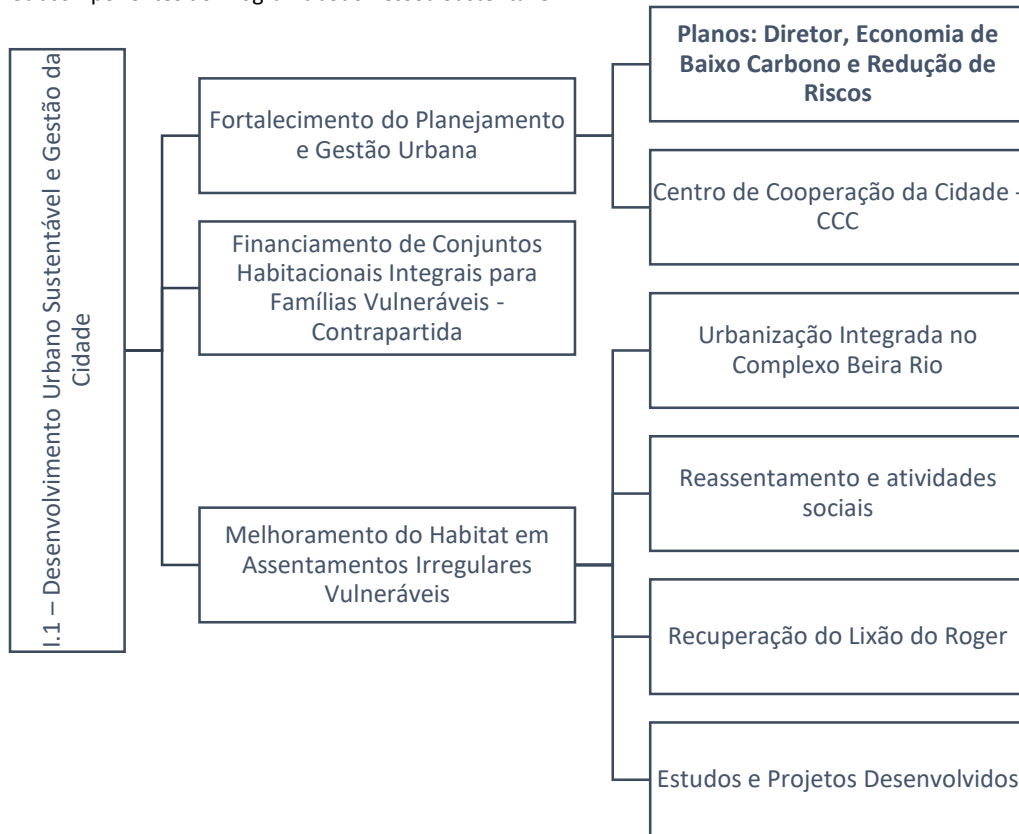 I.1 – Desenvolvimento Urbano Sustentável e Gestão da
Cidade
Fortalecimento do Planejamento
e Gestão Urbana
Planos: Diretor, Economia de
Baixo Carbono e Redução de
Riscos
Centro de Cooperação da Cidade -
CCC
Financiamento de Conjuntos
Habitacionais Integrais para
Famílias Vulneráveis -
Contrapartida
Melhoramento do Habitat em
Assentamentos Irregulares
Vulneráveis
Urbanização Integrada no
Complexo Beira Rio
Reassentamento e atividades
sociais
Recuperação do Lixão do Roger
Estudos e Projetos Desenvolvidos